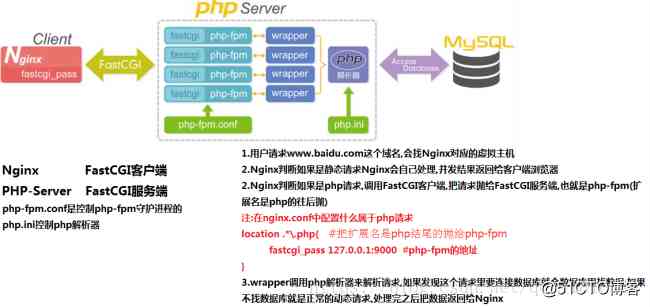 php Server
Client
Nginx
fastcgi_pass
FastCGI
fastcgi php-fpm wrapper
fastcgi php-fpm wrapper
fastcgi php-fpm wrapper
fastcgi php-fpm wrapper
php
解析器
Access
Database
MySQL
php-fpm.conf
php.ini
Nginx FastCGI客户端
PHP-Server FastCGI服务端
php-fpm.conf是控制php-fpm守护进程的
php.ini控制php解析器
1.用户请求www.baidu.com这个域名,会找Nginx对应的虚拟主机
2.Nginx判断如果是静态请求Nginx会自己处理,并发结果返回给客户端浏览器
2.Nginx判断如果是php请求,调用FastCGI客户端,把请求抛给FastCGI服务端,也就是php-fpm(扩
展名是php的往后抛)
注:在nginx.conf中配置什么属于php请求
location .*\.php{ #把扩展名是php结尾的抛给php-fpm
fastcgi_pass 127.0.0.1:9000 #php-fpm的地址
}
3.wrapper调用php解析器来解析请求,如果发现这个请求里要连接数据库
不找数据库就是正常的动态请求,处理完之后把数据返回给Nginx
@51CTO博客